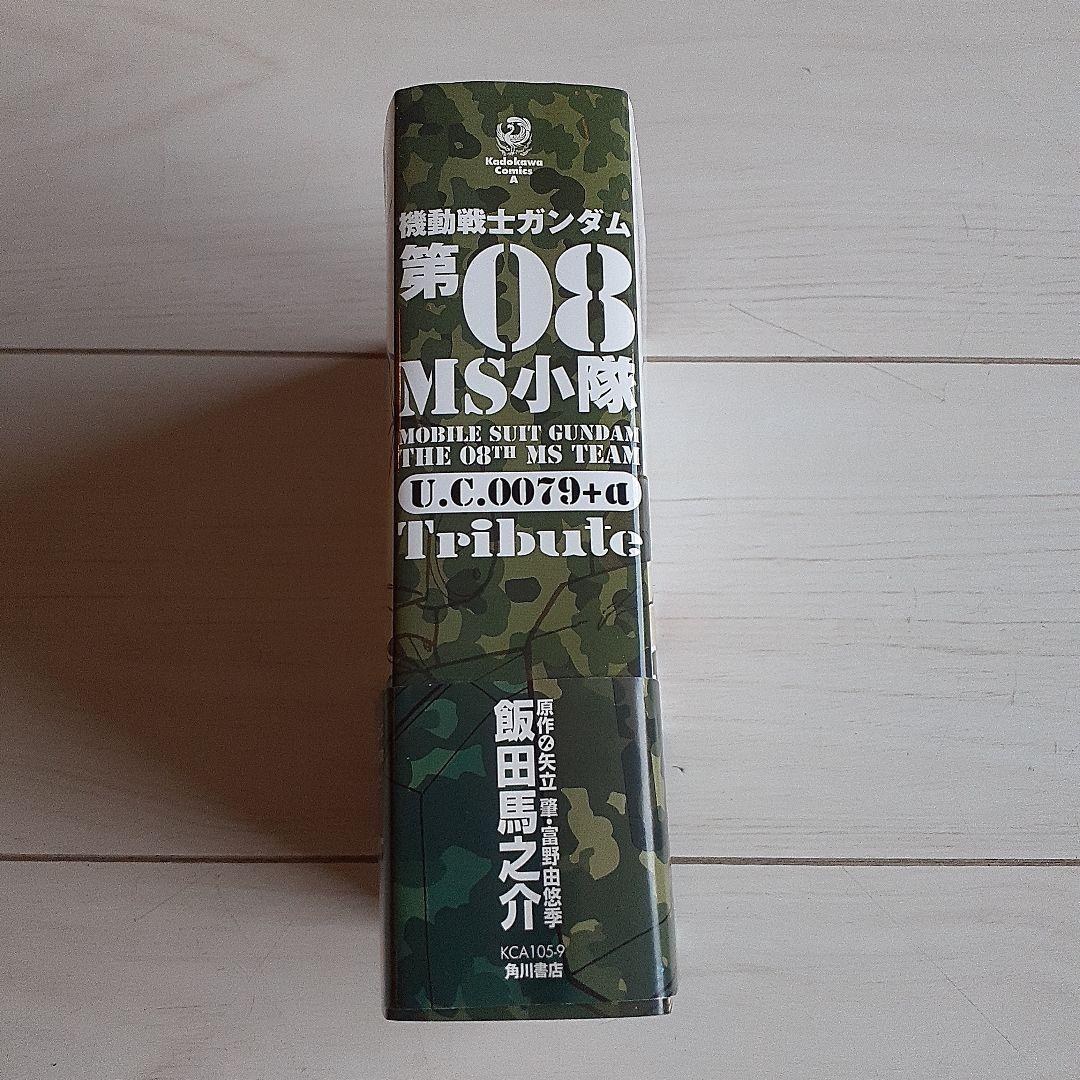 Kadokawa
Comics
A
機動戦士ガンダム
第08
MS小隊
MOBILE SUIT GUNDAM
THE 08TH MS TEAM
U.C.0079+α
Tribute
原作●矢立 肇・富野由悠季
飯田馬之介
KCA105-9
角川書店